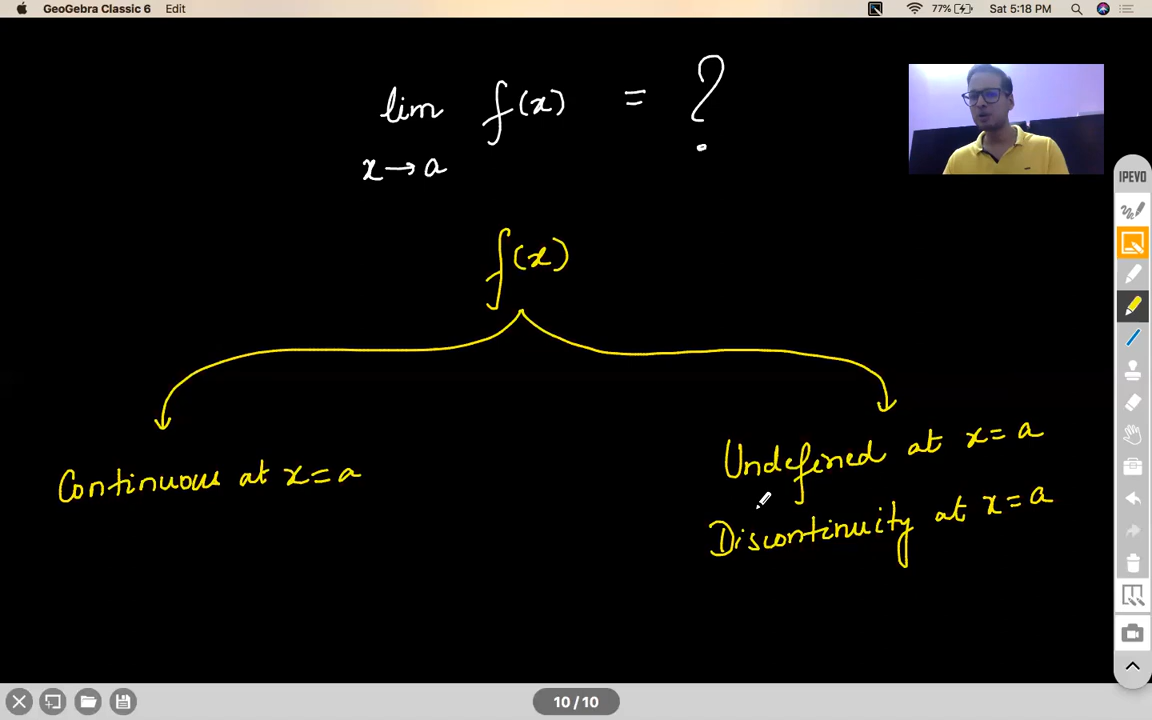 GeoGebra Classic 6 Edit 77% Sat 5:18 PM
lim f(x) = ?
x→a
IPEVO
f(x)
Continuous at x=a
Undefined at x=a
Discontinuity at x=a
10/10